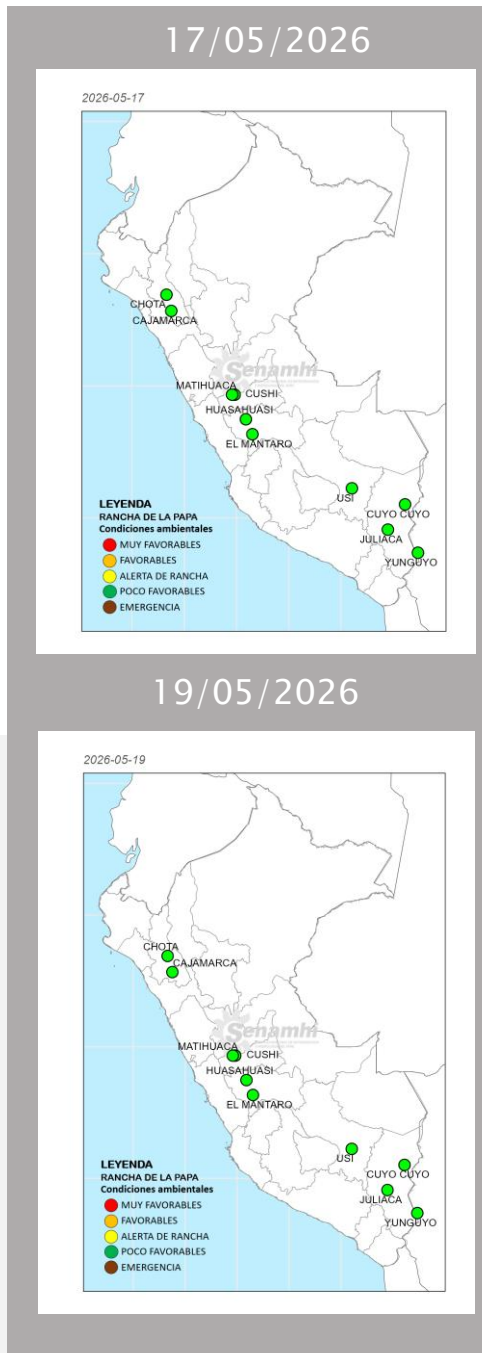 17/05/2026
2026-05-17
CHOTA
CAJAMARCA
Senamhi
MATIHUACA
CUSHI
HUASAHUASI
EL MANTARO
USI
CUYO CUYO
JULIACA
YUNGUYO
LEYENDA
RANCHA DE LA PAPA
Condiciones ambientales
MUY FAVORABLES
FAVORABLES
ALERTA DE RANCHA
POCO FAVORABLES
EMERGENCIA
19/05/2026
2026-05-19
CHOTA
CAJAMARCA
Senamhi
MATIHUACA
CUSHI
HUASAHUASI
EL MANTARO
USI
CUYO CUYO
JULIACA
YUNGUYO
LEYENDA
RANCHA DE LA PAPA
Condiciones ambientales
MUY FAVORABLES
FAVORABLES
ALERTA DE RANCHA
POCO FAVORABLES
EMERGENCIA